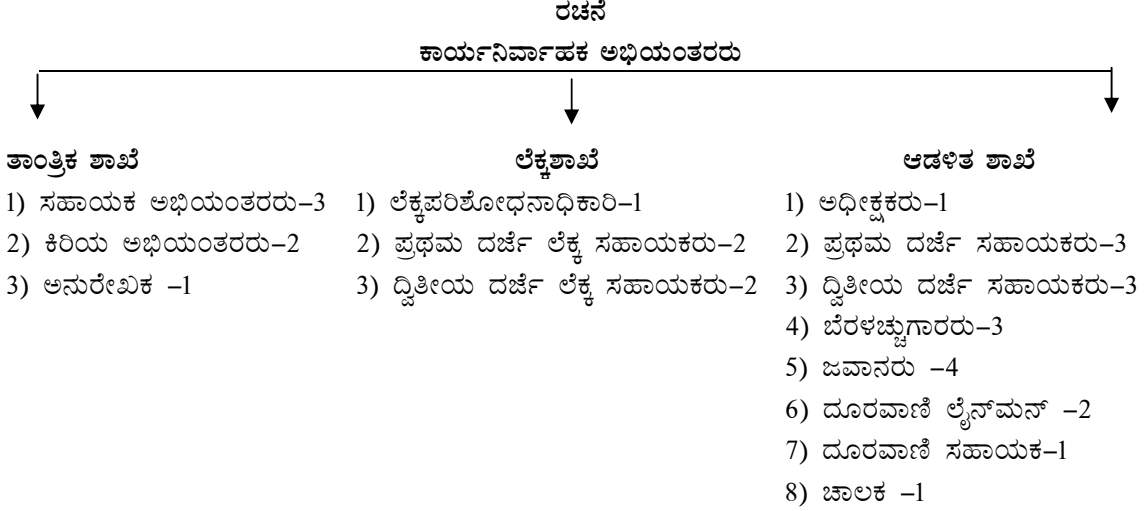 ರಚನೆ
ಕಾರ್ಯನಿರ್ವಾಹಕ ಅಭಿಯಂತರರು
ತಾಂತ್ರಿಕ ಶಾಖೆ
1) ಸಹಾಯಕ ಅಭಿಯಂತರರು–3
2) ಕಿರಿಯ ಅಭಿಯಂತರರು–2
3) ಅನುರೇಖಕ –1
ಲೆಕ್ಕಶಾಖೆ
1) ಲೆಕ್ಕಪರಿಶೋಧನಾಧಿಕಾರಿ–1
2) ಪ್ರಥಮ ದರ್ಜೆ ಲೆಕ್ಕ ಸಹಾಯಕರು–2
3) ದ್ವಿತೀಯ ದರ್ಜೆ ಲೆಕ್ಕ ಸಹಾಯಕರು–2
ಆಡಳಿತ ಶಾಖೆ
1) ಅಧೀಕ್ಷಕರು–1
2) ಪ್ರಥಮ ದರ್ಜೆ ಸಹಾಯಕರು–3
3) ದ್ವಿತೀಯ ದರ್ಜೆ ಸಹಾಯಕರು–3
4) ಬೆರಳಚ್ಚುಗಾರರು–3
5) ಜವಾನರು –4
6) ದೂರವಾಣಿ ಲೈನ್‌ಮನ್ –2
7) ದೂರವಾಣಿ ಸಹಾಯಕ–1
8) ಚಾಲಕ –1